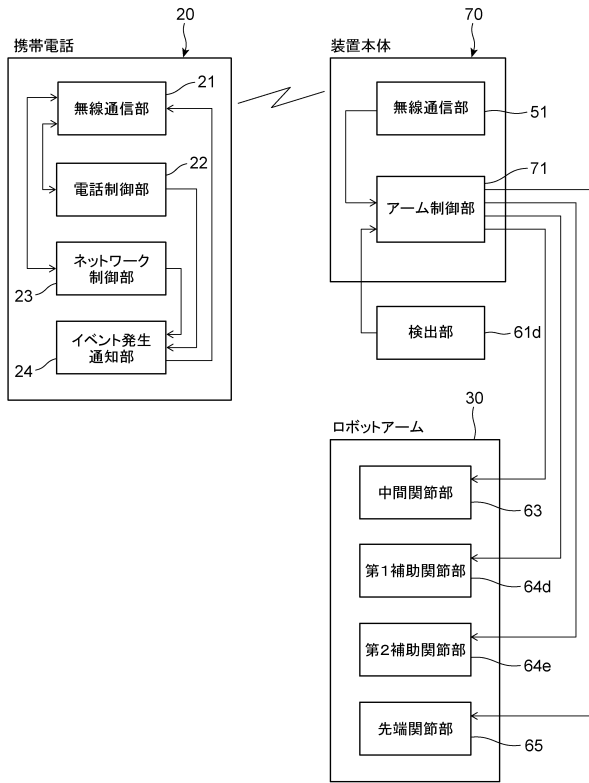 携帯電話
20
無線通信部
21
電話制御部
22
ネットワーク
制御部
23
イベント発生
通知部
24
装置本体
70
無線通信部
51
アーム制御部
71
検出部
61d
ロボットアーム
30
中間関節部
63
第1補助関節部
64d
第2補助関節部
64e
先端関節部
65